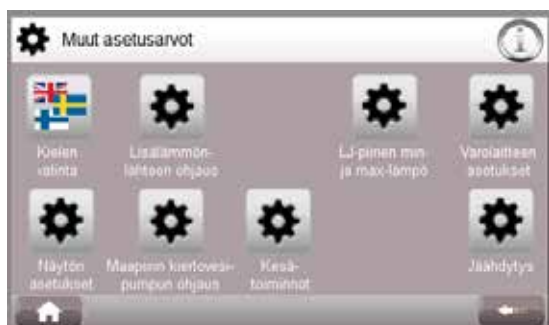 Muut asetusarvot
Kielen
valinta
Lisälämmön-
lähteen ohjaus
LJ-piirien min-
ja max-lämpö
Varolaitteen
asetukset
Näytön
asetukset
Maapiirin kiertovesi-
pumpun ohjaus
Kesä-
toiminnot
Jäähdytys